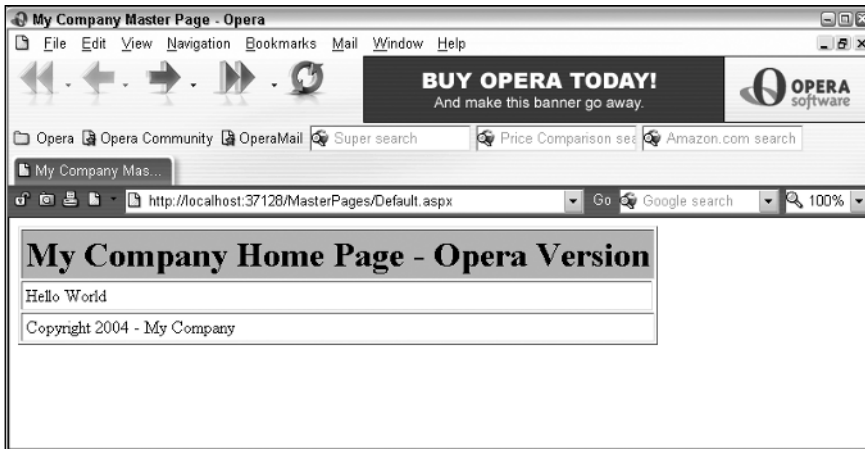 My Company Master Page - Opera
File Edit View Navigation Bookmarks Mail Window Help
BUY OPERA TODAY!
And make this banner go away.
OPERA
software
Opera Opera Community OperaMail Super search Price Comparison sea Amazon.com search
My Company Mas...
http://localhost:37128/MasterPages/Default.aspx Go Google search 100%
My Company Home Page - Opera Version
Hello World
Copyright 2004 - My Company